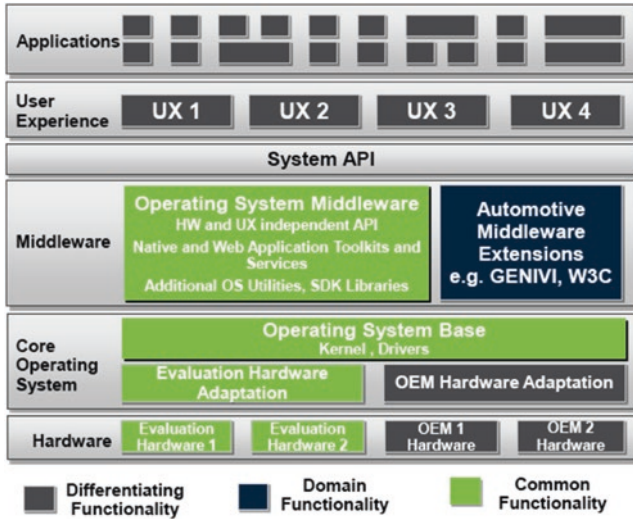 Applications
User
Experience
UX 1
UX 2
UX 3
UX 4
System API
Middleware
Operating System Middleware
HW and UX independent API
Native and Web Application Toolkits and
Services
Additional OS Utilities, SDK Libraries
Automotive
Middleware
Extensions
e.g. GENIVI, W3C
Core
Operating
System
Operating System Base
Kernel , Drivers
Evaluation Hardware
Adaptation
OEM Hardware Adaptation
Hardware
Evaluation
Hardware 1
Evaluation
Hardware 2
OEM 1
Hardware
OEM 2
Hardware
Differentiating
Functionality
Domain
Functionality
Common
Functionality